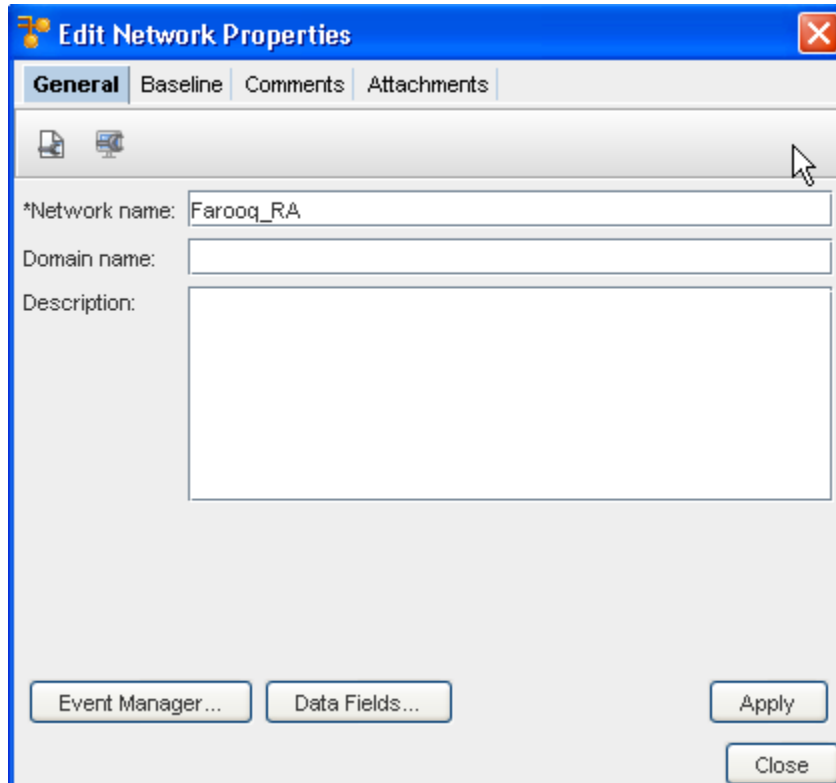 Edit Network Properties
General Baseline Comments Attachments
*Network name: Farooq_RA
Domain name:
Description:
Event Manager... Data Fields... Apply
Close